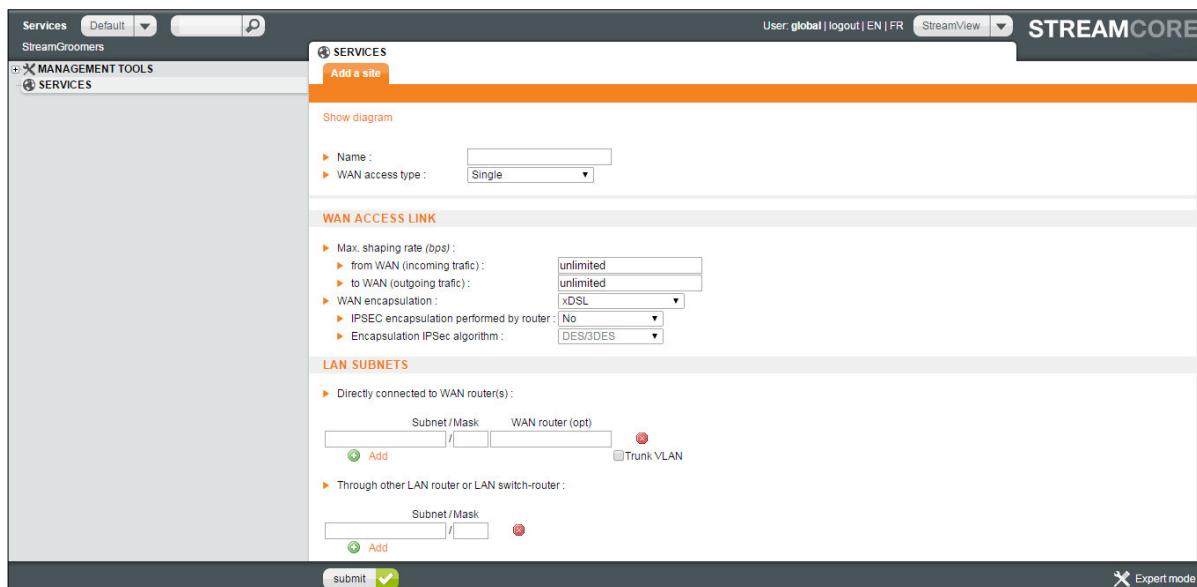 Services Default User: global | logout | EN | FR StreamView STREAMCORE
StreamGroomers
MANAGEMENT TOOLS
SERVICES
SERVICES
Add a site
Show diagram
Name :
WAN access type : Single
WAN ACCESS LINK
Max. shaping rate (bps) :
from WAN (incoming trafic) : unlimited
to WAN (outgoing trafic) : unlimited
WAN encapsulation : xDSL
IPSEC encapsulation performed by router : No
Encapsulation IPSec algorithm : DES/3DES
LAN SUBNETS
Directly connected to WAN router(s) :
Subnet / Mask WAN router (opt)
/
Add Trunk VLAN
Through other LAN router or LAN switch-router :
Subnet / Mask
/
Add
submit Expert mode